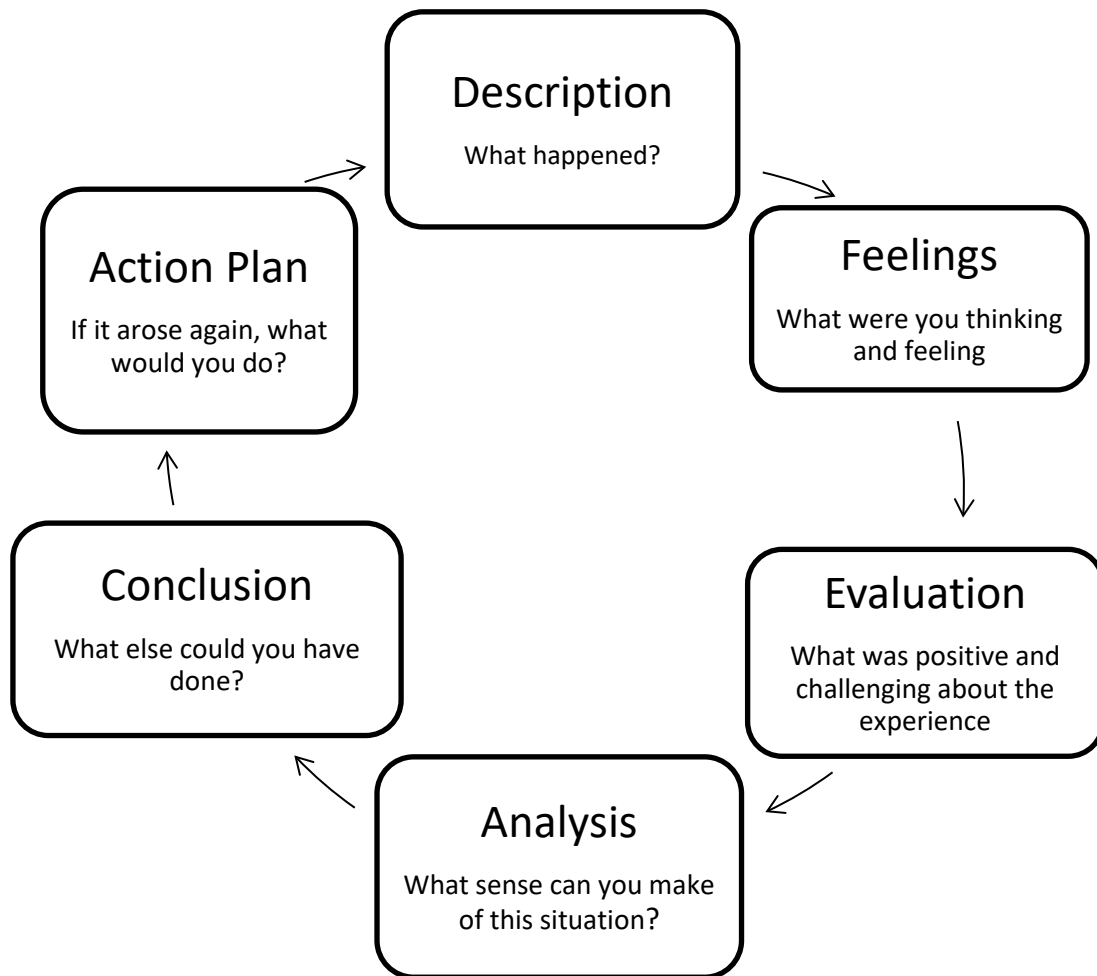 Description
What happened?
Feelings
What were you thinking
and feeling
Evaluation
What was positive and
challenging about the
experience
Analysis
What sense can you make
of this situation?
Conclusion
What else could you have
done?
Action Plan
If it arose again, what
would you do?